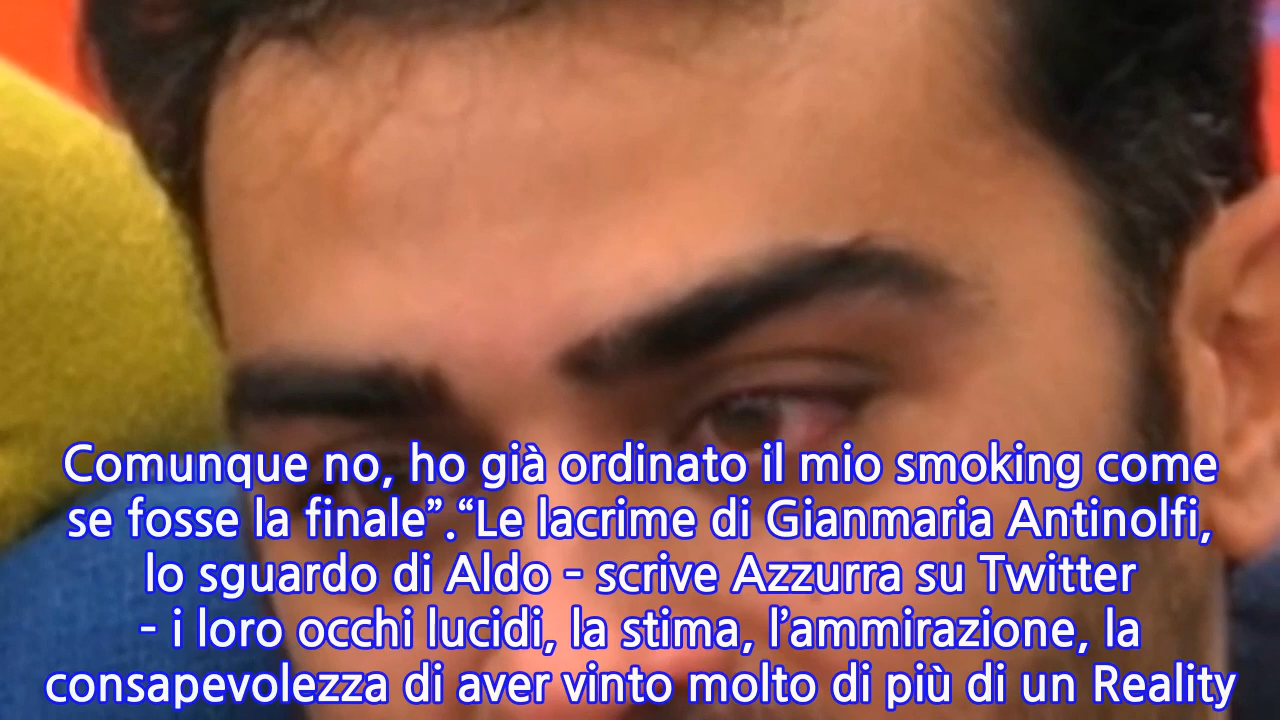 Comunque no, ho già ordinato il mio smoking come
se fosse la finale”.“Le lacrime di Gianmaria Antinolfi,
lo sguardo di Aldo - scrive Azzurra su Twitter
- i loro occhi lucidi, la stima, l’ammirazione, la
consapevolezza di aver vinto molto di più di un Reality